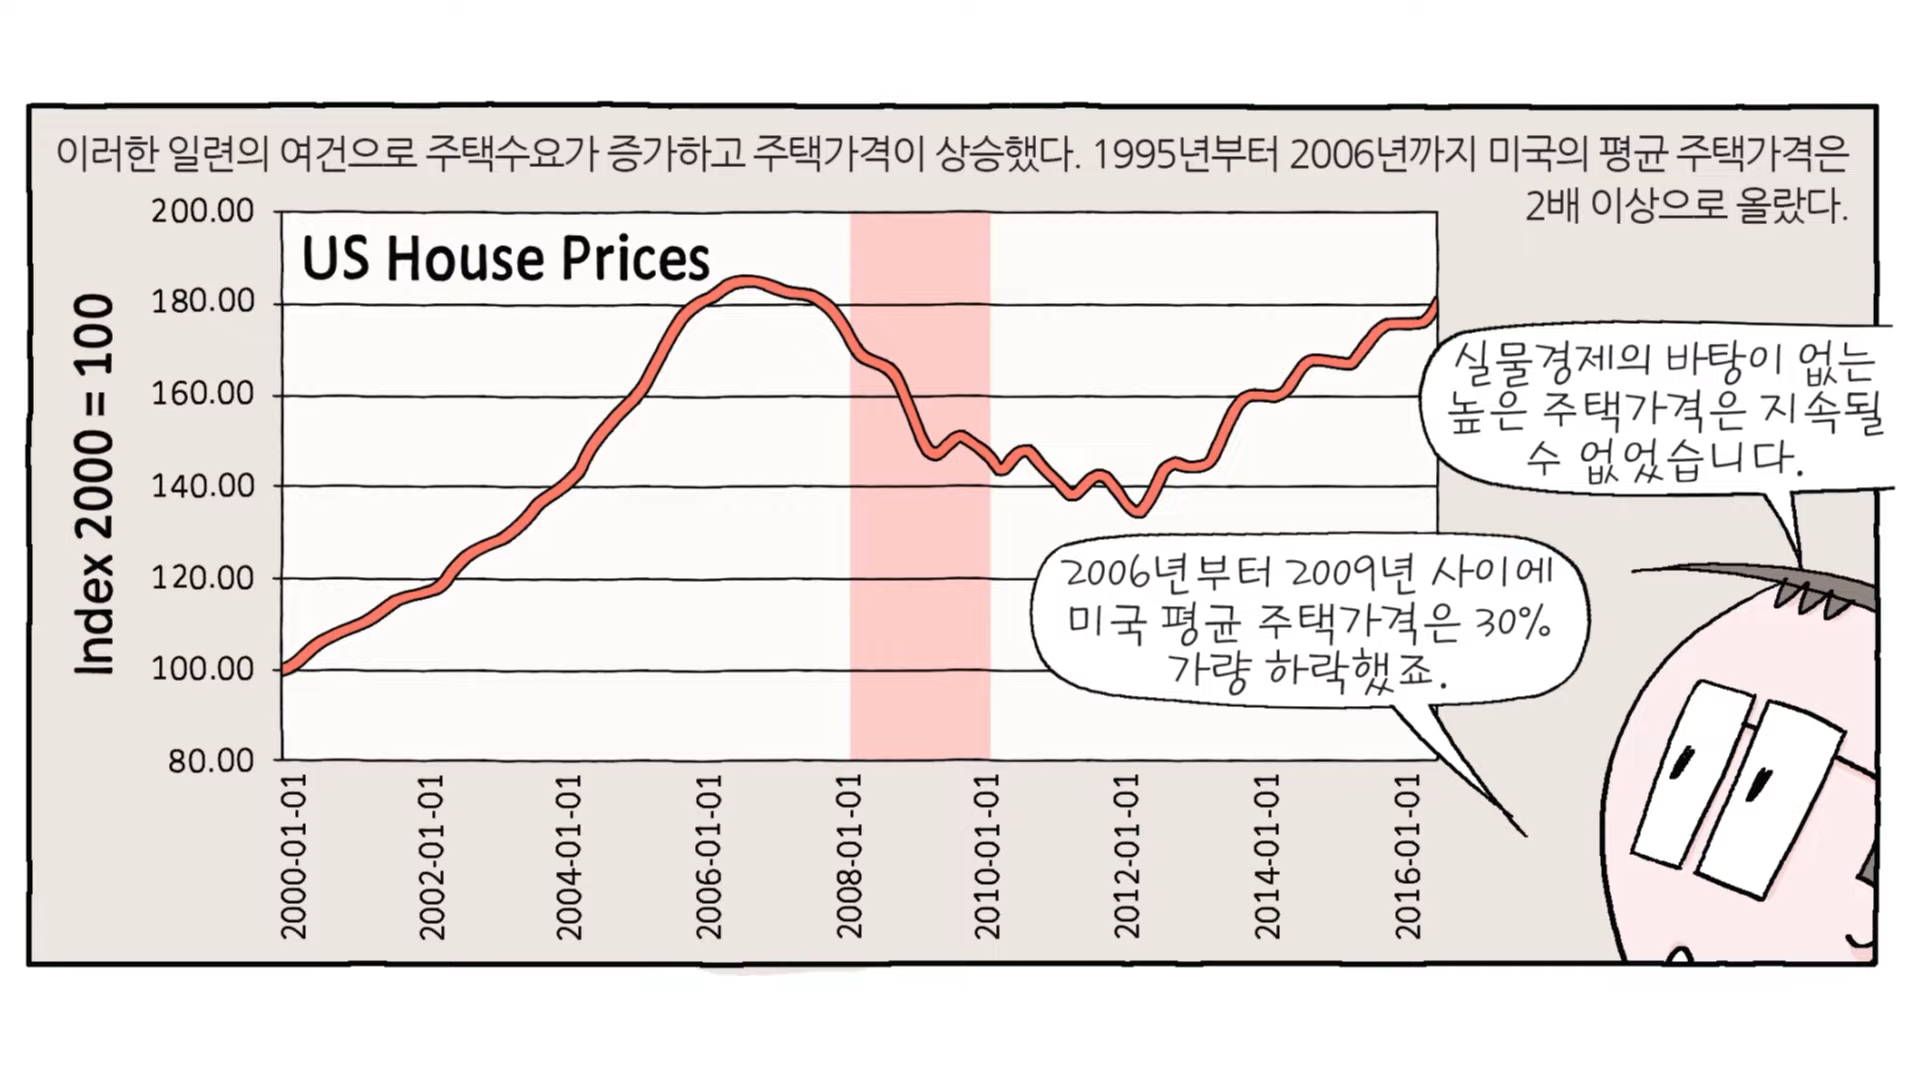 이러한 일련의 여건으로 주택수요가 증가하고 주택가격이 상승했다. 1995년부터 2006년까지 미국의 평균 주택가격은
2배 이상으로 올랐다.
US House Prices
Index 2000 = 100
200.00
180.00
160.00
140.00
120.00
100.00
80.00
2000-01-01
2002-01-01
2004-01-01
2006-01-01
2008-01-01
2010-01-01
2012-01-01
2014-01-01
2016-01-01
실물경제의 바탕이 없는
높은 주택가격은 지속될
수 없었습니다.
2006년부터 2009년 사이에
미국 평균 주택가격은 30%
가량 하락했죠.